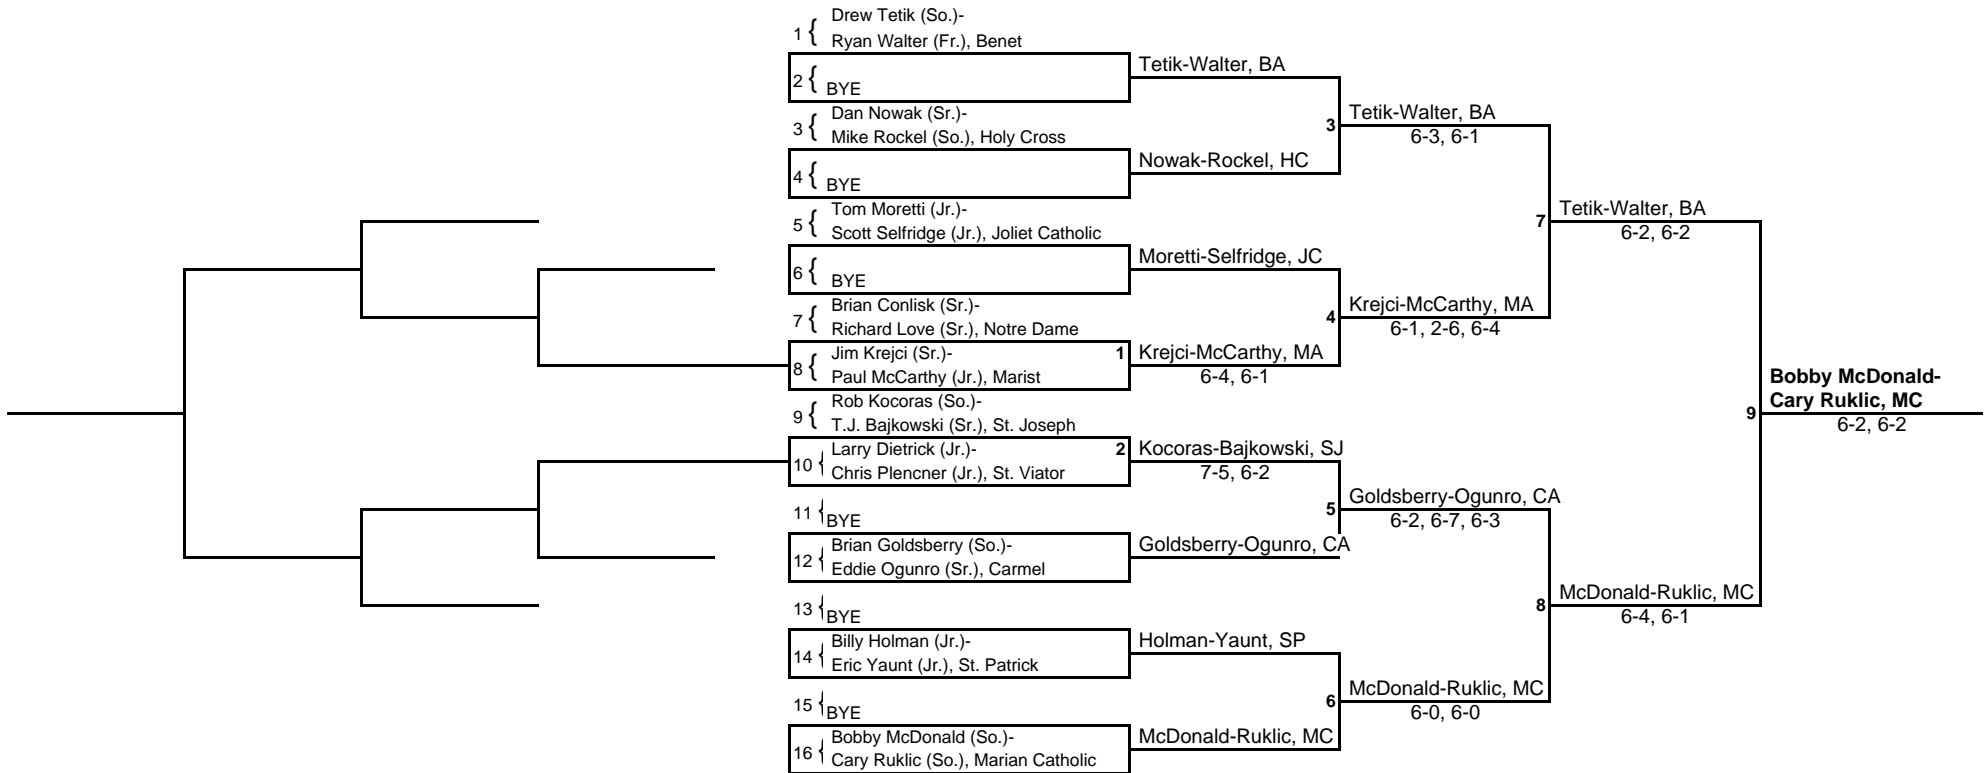 1 { Drew Tetik (So.)-
Ryan Walter (Fr.), Benet
2 { BYE
3 { Dan Nowak (Sr.)-
Mike Rockel (So.), Holy Cross
4 { BYE
5 { Tom Moretti (Jr.)-
Scott Selfridge (Jr.), Joliet Catholic
6 { BYE
7 { Brian Conlisk (Sr.)-
Richard Love (Sr.), Notre Dame
8 { Jim Krejci (Sr.)-
Paul McCarthy (Jr.), Marist
9 { Rob Kocoras (So.)-
T.J. Bajkowski (Sr.), St. Joseph
10 { Larry Dietrick (Jr.)-
Chris Plencner (Jr.), St. Viator
11 { BYE
12 { Brian Goldsberry (So.)-
Eddie Ogunro (Sr.), Carmel
13 { BYE
14 { Billy Holman (Jr.)-
Eric Yaunt (Jr.), St. Patrick
15 { BYE
16 { Bobby McDonald (So.)-
Cary Ruklic (So.), Marian Catholic
Tetik-Walter, BA
Nowak-Rockel, HC
Moretti-Selfridge, JC
1 Krejci-McCarthy, MA
6-4, 6-1
2 Kocoras-Bajkowski, SJ
7-5, 6-2
Goldsberry-Ogunro, CA
Holman-Yaunt, SP
McDonald-Ruklic, MC
3 Tetik-Walter, BA
6-3, 6-1
4 Krejci-McCarthy, MA
6-1, 2-6, 6-4
5 Goldsberry-Ogunro, CA
6-2, 6-7, 6-3
6 McDonald-Ruklic, MC
6-0, 6-0
7 Tetik-Walter, BA
6-2, 6-2
8 McDonald-Ruklic, MC
6-4, 6-1
9 Bobby McDonald-
Cary Ruklic, MC
6-2, 6-2